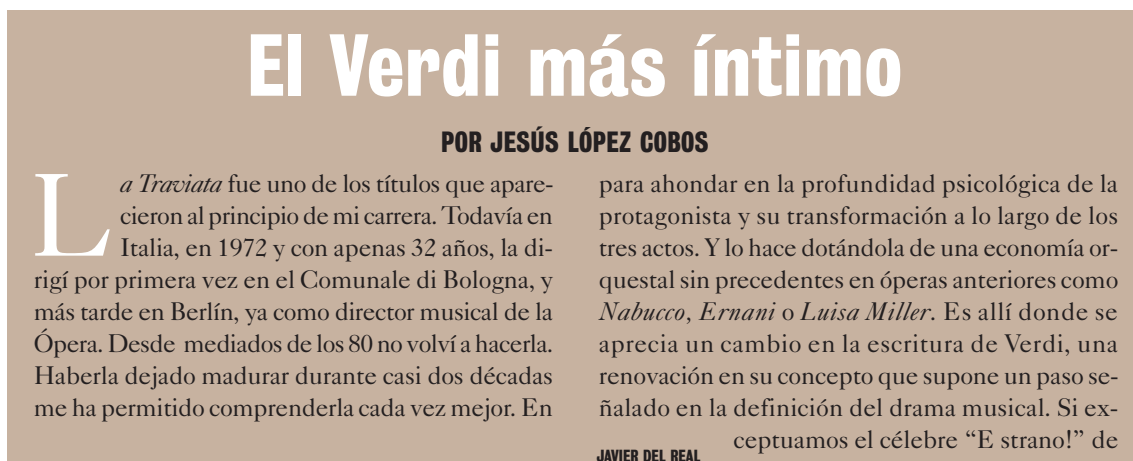 El Verdi más íntimo
POR JESÚS LÓPEZ COBOS
La Traviata fue uno de los títulos que apare-
cieron al principio de mi carrera. Todavía en
Italia, en 1972 y con apenas 32 años, la di-
rigí por primera vez en el Comunale di Bologna, y
más tarde en Berlín, ya como director musical de la
Ópera. Desde mediados de los 80 no volví a hacerla.
Haberla dejado madurar durante casi dos décadas
me ha permitido comprenderla cada vez mejor. En
para ahondar en la profundidad psicológica de la
protagonista y su transformación a lo largo de los
tres actos. Y lo hace dotándola de una economía or-
questal sin precedentes en óperas anteriores como
Nabucco, Ernani o Luisa Miller. Es allí donde se
aprecia un cambio en la escritura de Verdi, una
renovación en su concepto que supone un paso se-
ñalado en la definición del drama musical. Si ex-
ceptuamos el célebre “E strano!” de
JAVIER DEL REAL